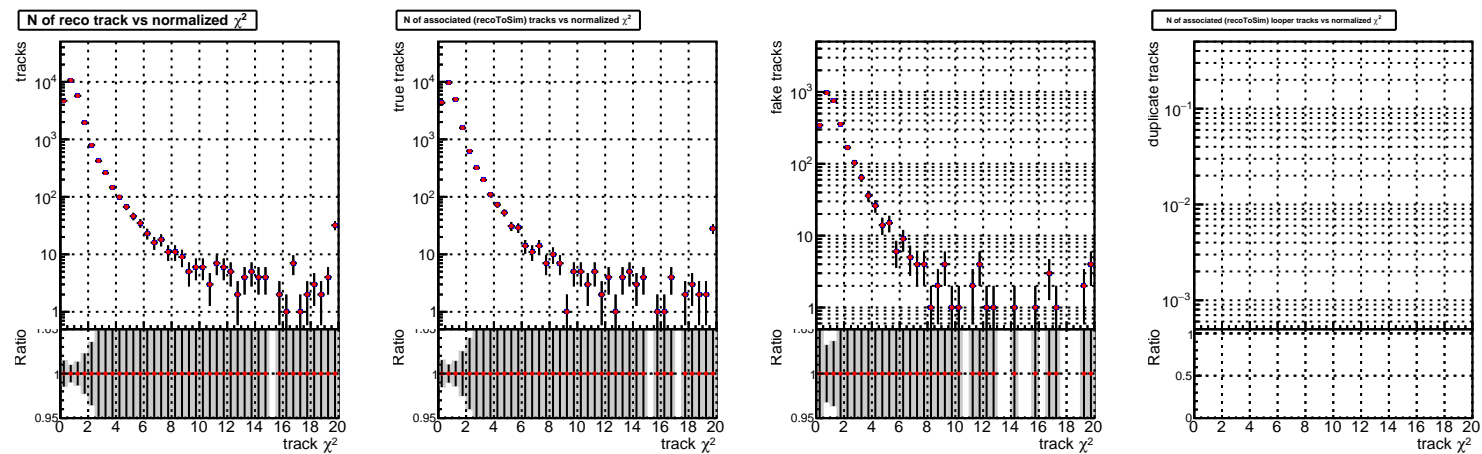 N of reco track vs normalized χ²
tracks
10⁴
10³
10²
10
1
Ratio
1.05
1
0.95
0 2 4 6 8 10 12 14 16 18 20
track χ²
N of associated (recoToSim) tracks vs normalized χ²
true tracks
10⁴
10³
10²
10
1
Ratio
1.05
1
0.95
0 2 4 6 8 10 12 14 16 18 20
track χ²
fake tracks
10³
10²
10
1
Ratio
1.05
1
0.95
0 2 4 6 8 10 12 14 16 18 20
track χ²
N of associated (recoToSim) looper tracks vs normalized χ²
duplicate tracks
10⁻¹
10⁻²
10⁻³
Ratio
1
0.5
0
0 2 4 6 8 10 12 14 16 18 20
track χ²